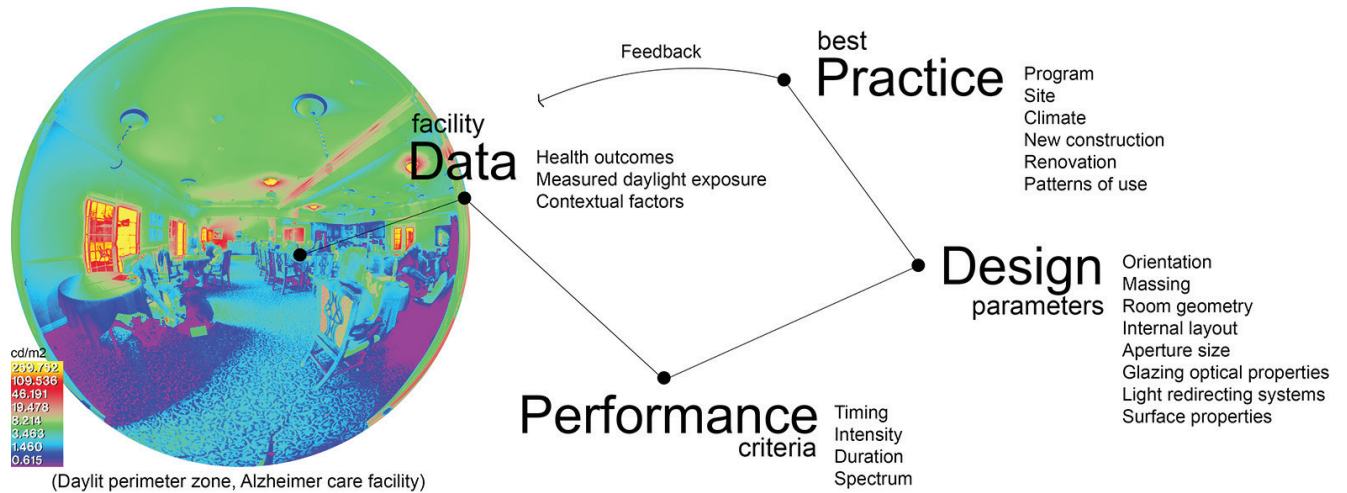 Feedback
best
Practice
Program
Site
Climate
New construction
Renovation
Patterns of use
facility
Data
Health outcomes
Measured daylight exposure
Contextual factors
Design
parameters
Orientation
Massing
Room geometry
Internal layout
Aperture size
Glazing optical properties
Light redirecting systems
Surface properties
Performance
criteria
Timing
Intensity
Duration
Spectrum
cd/m2
259.752
109.536
46.191
19.478
8.214
3.463
1.460
0.615
(Daylit perimeter zone, Alzheimer care facility)